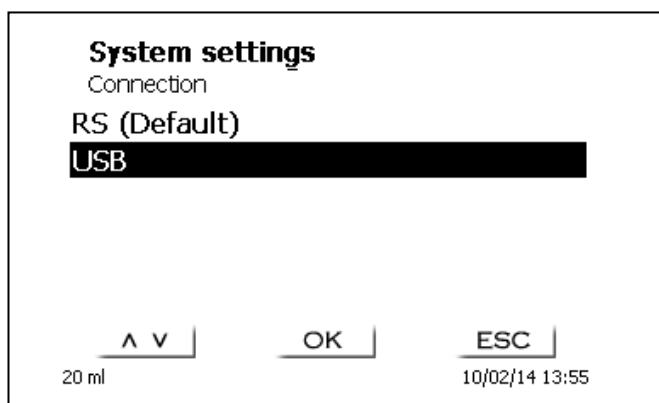 System settings
Connection
RS (Default)
USB
∧ ∨ OK ESC
20 ml 10/02/14 13:55